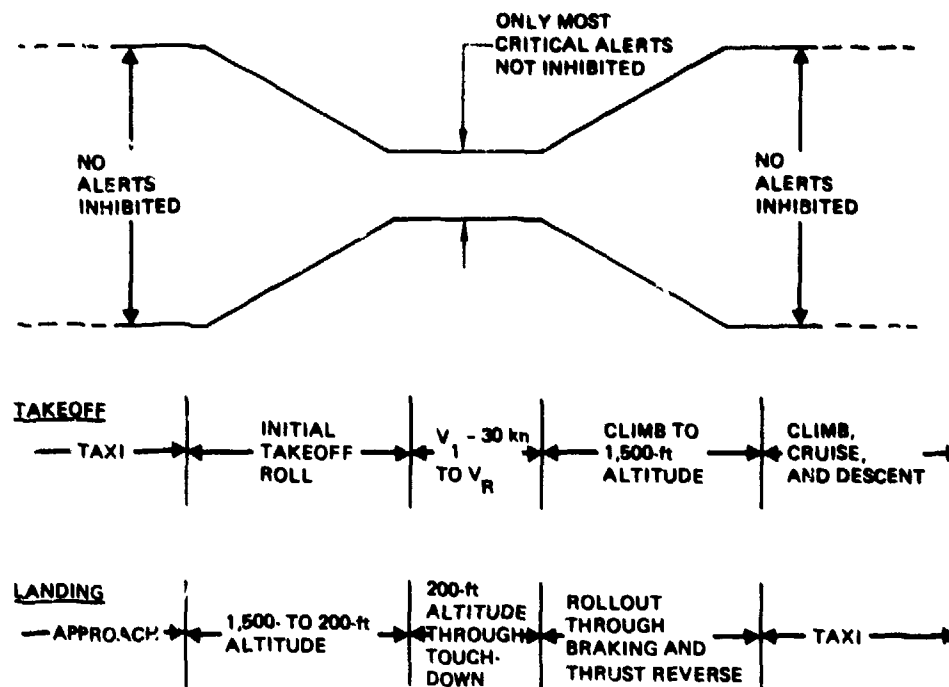 ONLY MOST
CRITICAL ALERTS
NOT INHIBITED
NO
ALERTS
INHIBITED
NO
ALERTS
INHIBITED
TAKEOFF
TAXI
INITIAL
TAKEOFF
ROLL
V1 - 30 kn
TO VR
CLIMB TO
1,500-ft
ALTITUDE
CLIMB,
CRUISE,
AND DESCENT
LANDING
APPROACH
1,500- TO 200-ft
ALTITUDE
200-ft
ALTITUDE
THROUGH
TOUCH-
DOWN
ROLLOUT
THROUGH
BRAKING AND
THRUST REVERSE
TAXI